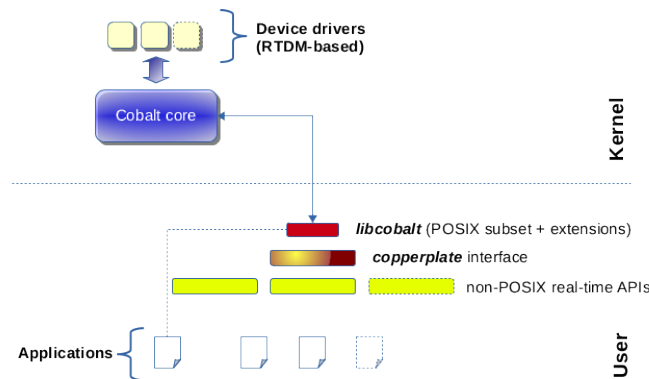 Device drivers
(RTDM-based)
Cobalt core
Kernel
libcobalt (POSIX subset + extensions)
copperplate interface
non-POSIX real-time APIs
Applications
User